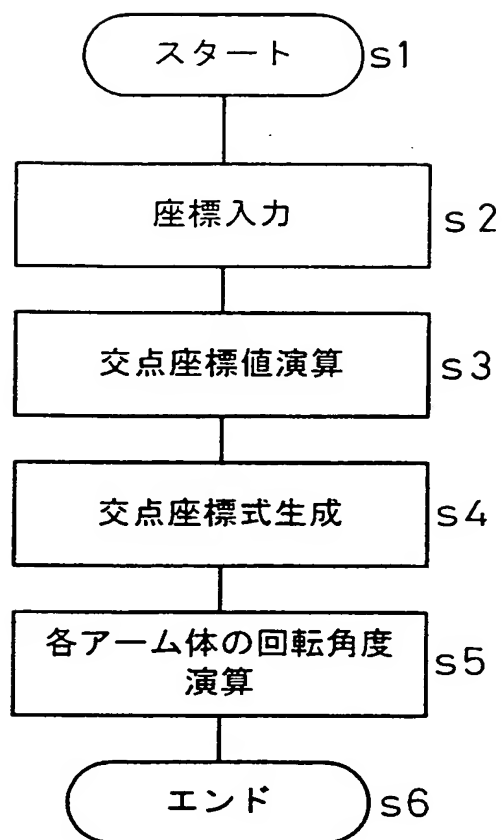 スタート s1
座標入力 s2
交点座標値演算 s3
交点座標式生成 s4
各アーム体の回転角度
演算 s5
エンド s6